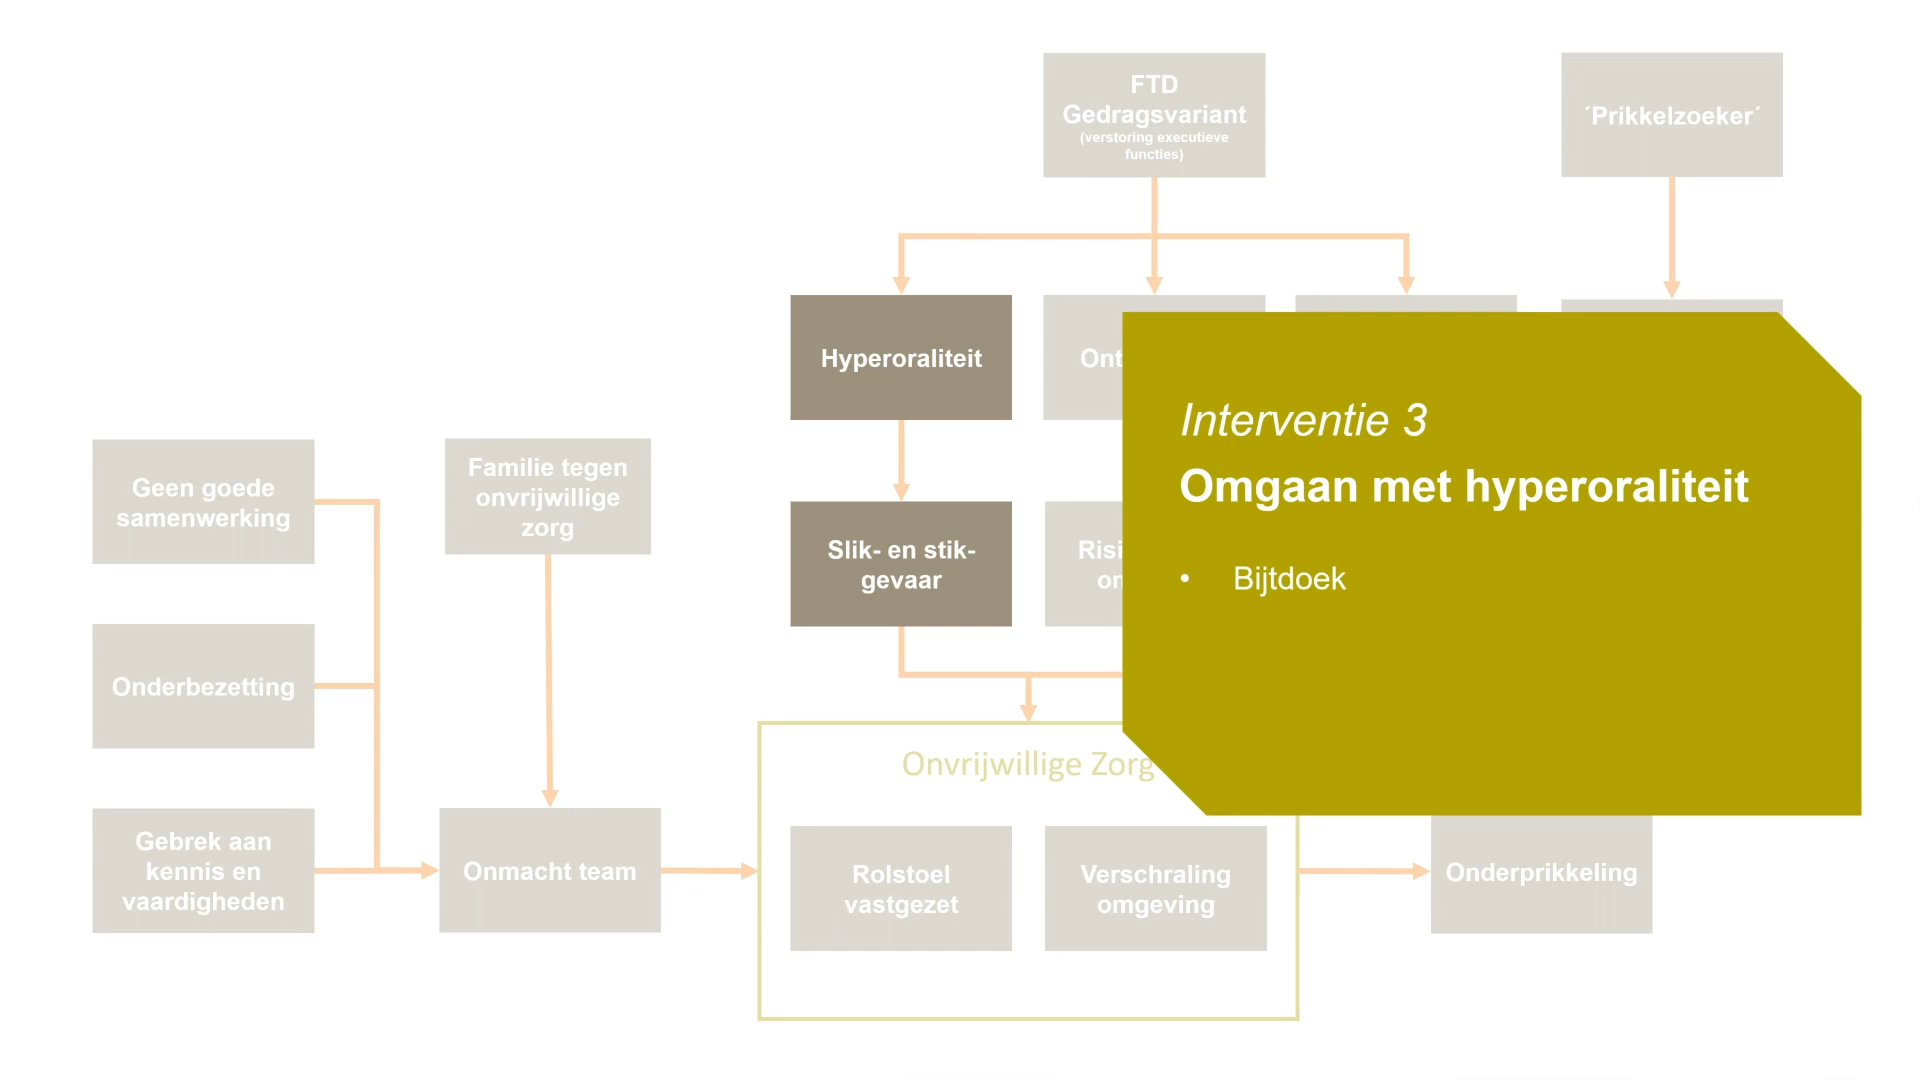 FTD
Gedragsvariant
(verstoring executieve
functies)
´Prikkelzoeker´
Hyperoraliteit
Slik- en stik-
gevaar
Interventie 3
Omgaan met hyperoraliteit
• Bijtdoek
Geen goede
samenwerking
Familie tegen
onvrijwillige
zorg
Onderbezetting
Gebrek aan
kennis en
vaardigheden
Onmacht team
Onvrijwillige Zorg
Rolstoel
vastgezet
Verschraling
omgeving
Onderprikkeling